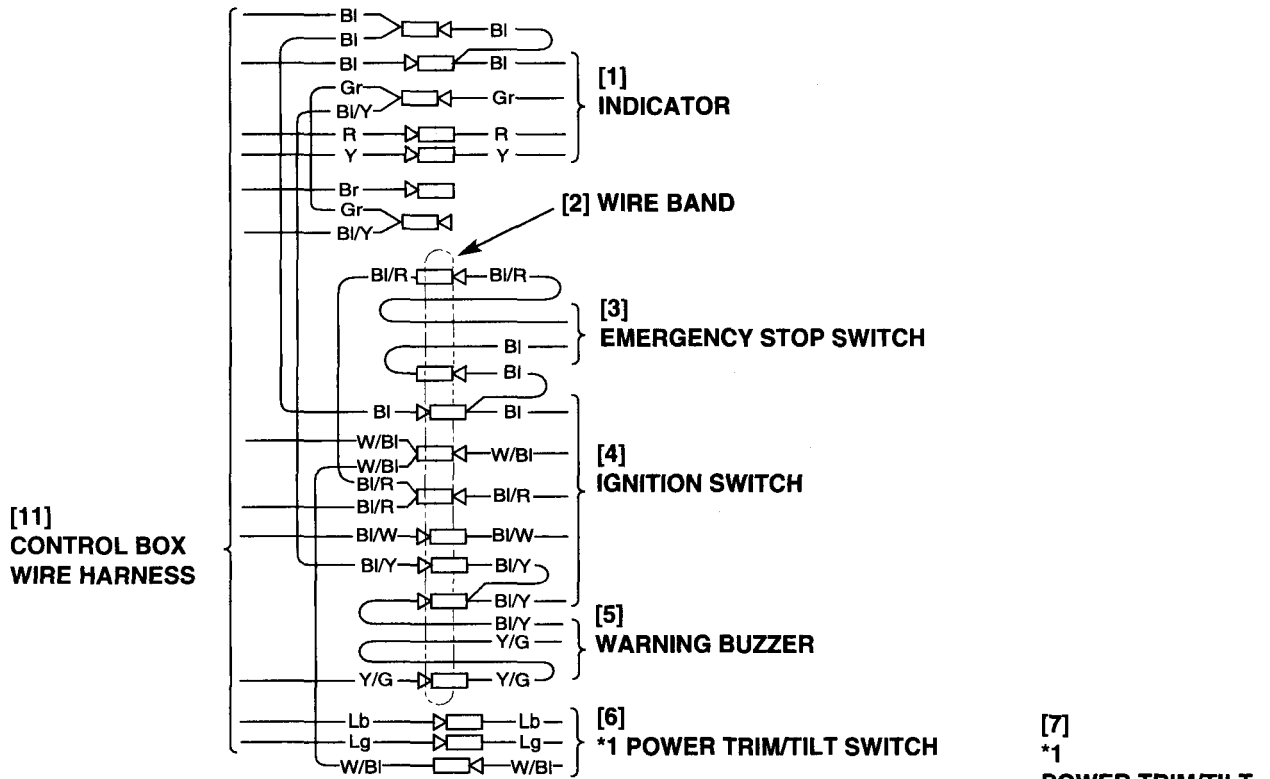 Bl
Bl
Bl
Bl
Bl
[1]
INDICATOR
Gr
Bl/Y
Gr
R
R
Y
Y
Br
Gr
Bl/Y
[2] WIRE BAND
Bl/R
Bl/R
[3]
EMERGENCY STOP SWITCH
Bl
Bl
Bl
Bl
W/Bl
W/Bl
W/Bl
[4]
IGNITION SWITCH
Bl/R
Bl/R
Bl/R
Bl/W
Bl/W
Bl/Y
Bl/Y
Bl/Y
[11]
CONTROL BOX
WIRE HARNESS
[5]
WARNING BUZZER
Bl/Y
Y/G
Y/G
Y/G
Lb
Lb
Lg
Lg
W/Bl
W/Bl
[6]
*1 POWER TRIM/TILT SWITCH
[7]
*1
POWER TRIM/TILT